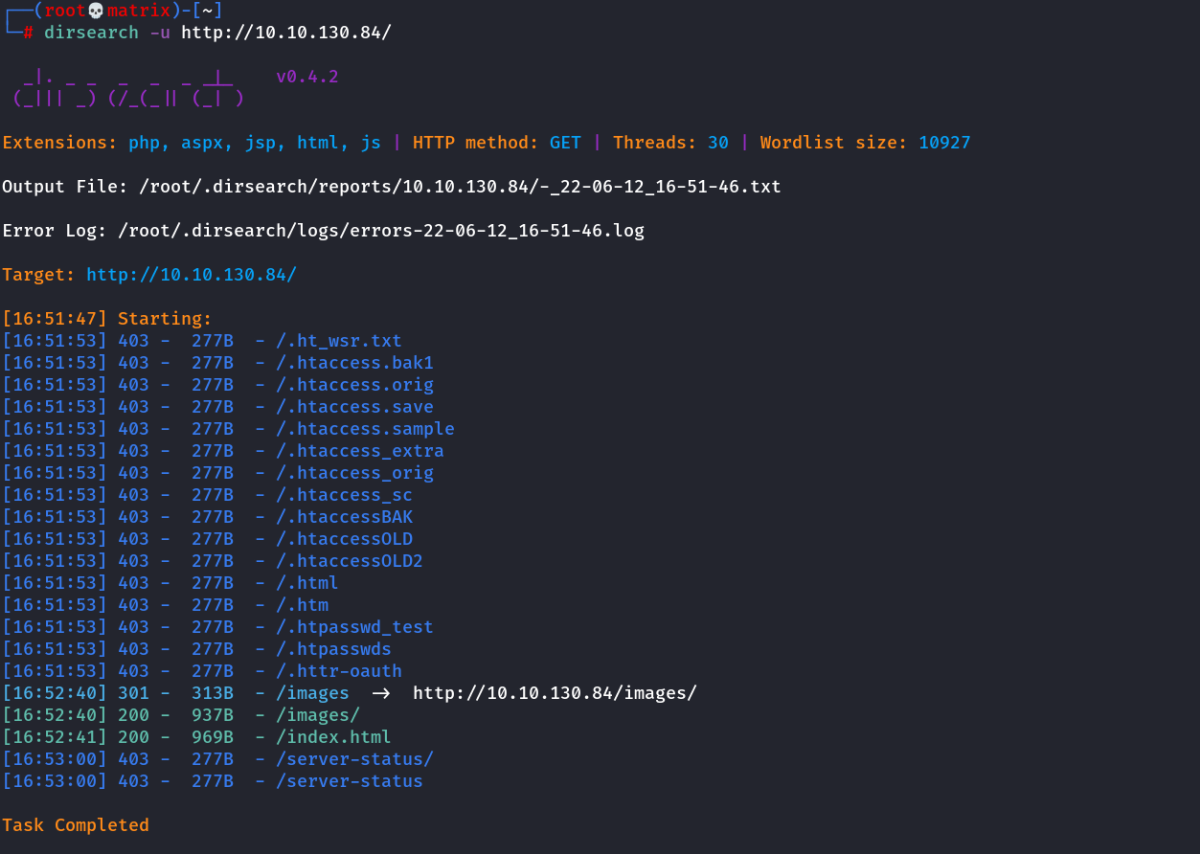 ┌──(root💀matrix)-[~]
└─# dirsearch -u http://10.10.130.84/
  _|. _ _  _  _  _ _|_    v0.4.2
 (_||| _) (/_(_|| (_| )
Extensions: php, aspx, jsp, html, js | HTTP method: GET | Threads: 30 | Wordlist size: 10927
Output File: /root/.dirsearch/reports/10.10.130.84/-_22-06-12_16-51-46.txt
Error Log: /root/.dirsearch/logs/errors-22-06-12_16-51-46.log
Target: http://10.10.130.84/
[16:51:47] Starting:
[16:51:53] 403 -  277B  - /.ht_wsr.txt
[16:51:53] 403 -  277B  - /.htaccess.bak1
[16:51:53] 403 -  277B  - /.htaccess.orig
[16:51:53] 403 -  277B  - /.htaccess.save
[16:51:53] 403 -  277B  - /.htaccess.sample
[16:51:53] 403 -  277B  - /.htaccess_extra
[16:51:53] 403 -  277B  - /.htaccess_orig
[16:51:53] 403 -  277B  - /.htaccess_sc
[16:51:53] 403 -  277B  - /.htaccessBAK
[16:51:53] 403 -  277B  - /.htaccessOLD
[16:51:53] 403 -  277B  - /.htaccessOLD2
[16:51:53] 403 -  277B  - /.html
[16:51:53] 403 -  277B  - /.htm
[16:51:53] 403 -  277B  - /.htpasswd_test
[16:51:53] 403 -  277B  - /.htpasswds
[16:51:53] 403 -  277B  - /.httr-oauth
[16:52:40] 301 -  313B  - /images  →  http://10.10.130.84/images/
[16:52:40] 200 -  937B  - /images/
[16:52:41] 200 -  969B  - /index.html
[16:53:00] 403 -  277B  - /server-status/
[16:53:00] 403 -  277B  - /server-status
Task Completed